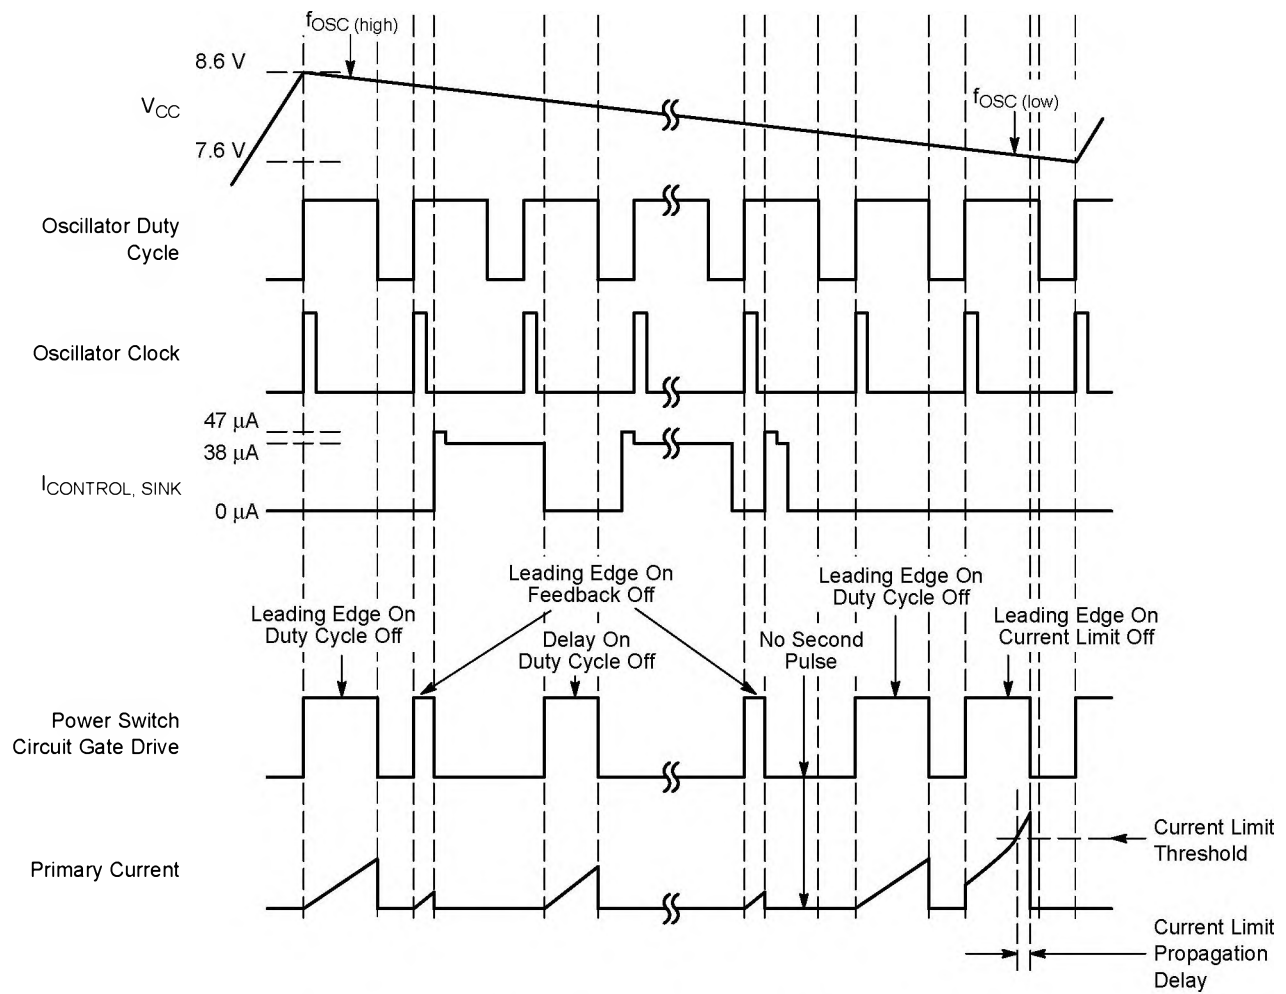 fOSC (high)
8.6 V
VCC
fOSC (low)
7.6 V
Oscillator Duty
Cycle
Oscillator Clock
47 μA
38 μA
ICONTROL, SINK
0 μA
Leading Edge On
Duty Cycle Off
Leading Edge On
Feedback Off
Delay On
Duty Cycle Off
No Second
Pulse
Leading Edge On
Duty Cycle Off
Leading Edge On
Current Limit Off
Power Switch
Circuit Gate Drive
Primary Current
Current Limit
Threshold
Current Limit
Propagation
Delay